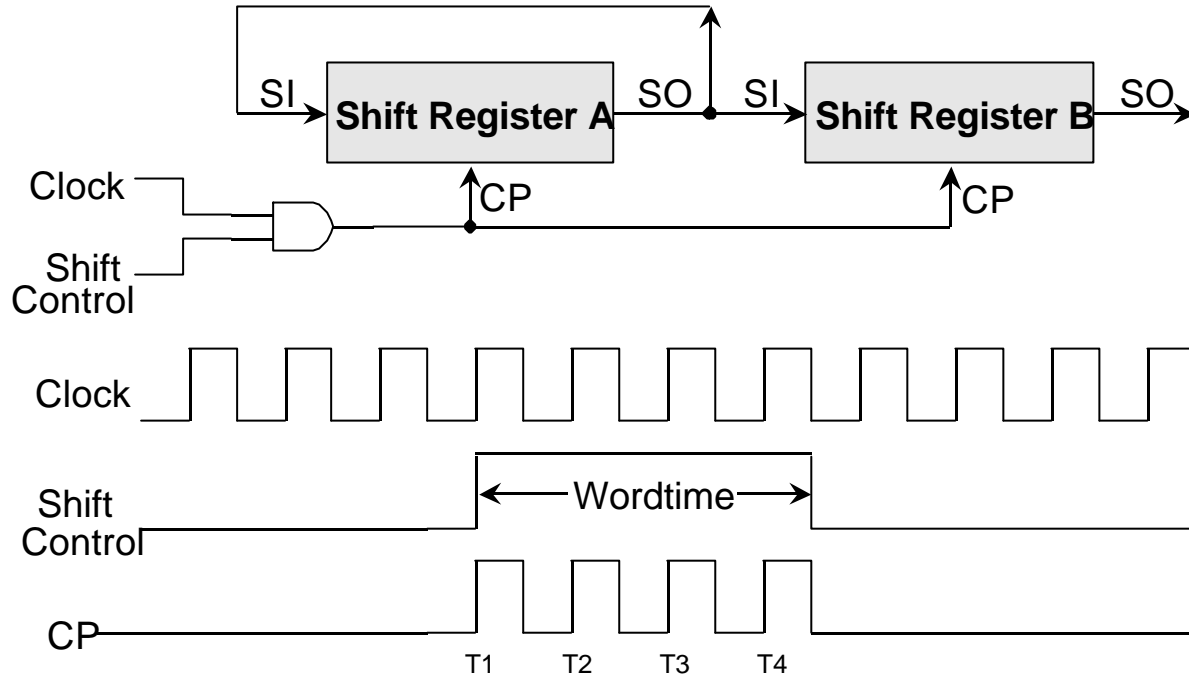 SI
Shift Register A
SO
SI
Shift Register B
SO
Clock
CP
CP
Shift
Control
Clock
Wordtime
Shift
Control
CP
T1
T2
T3
T4